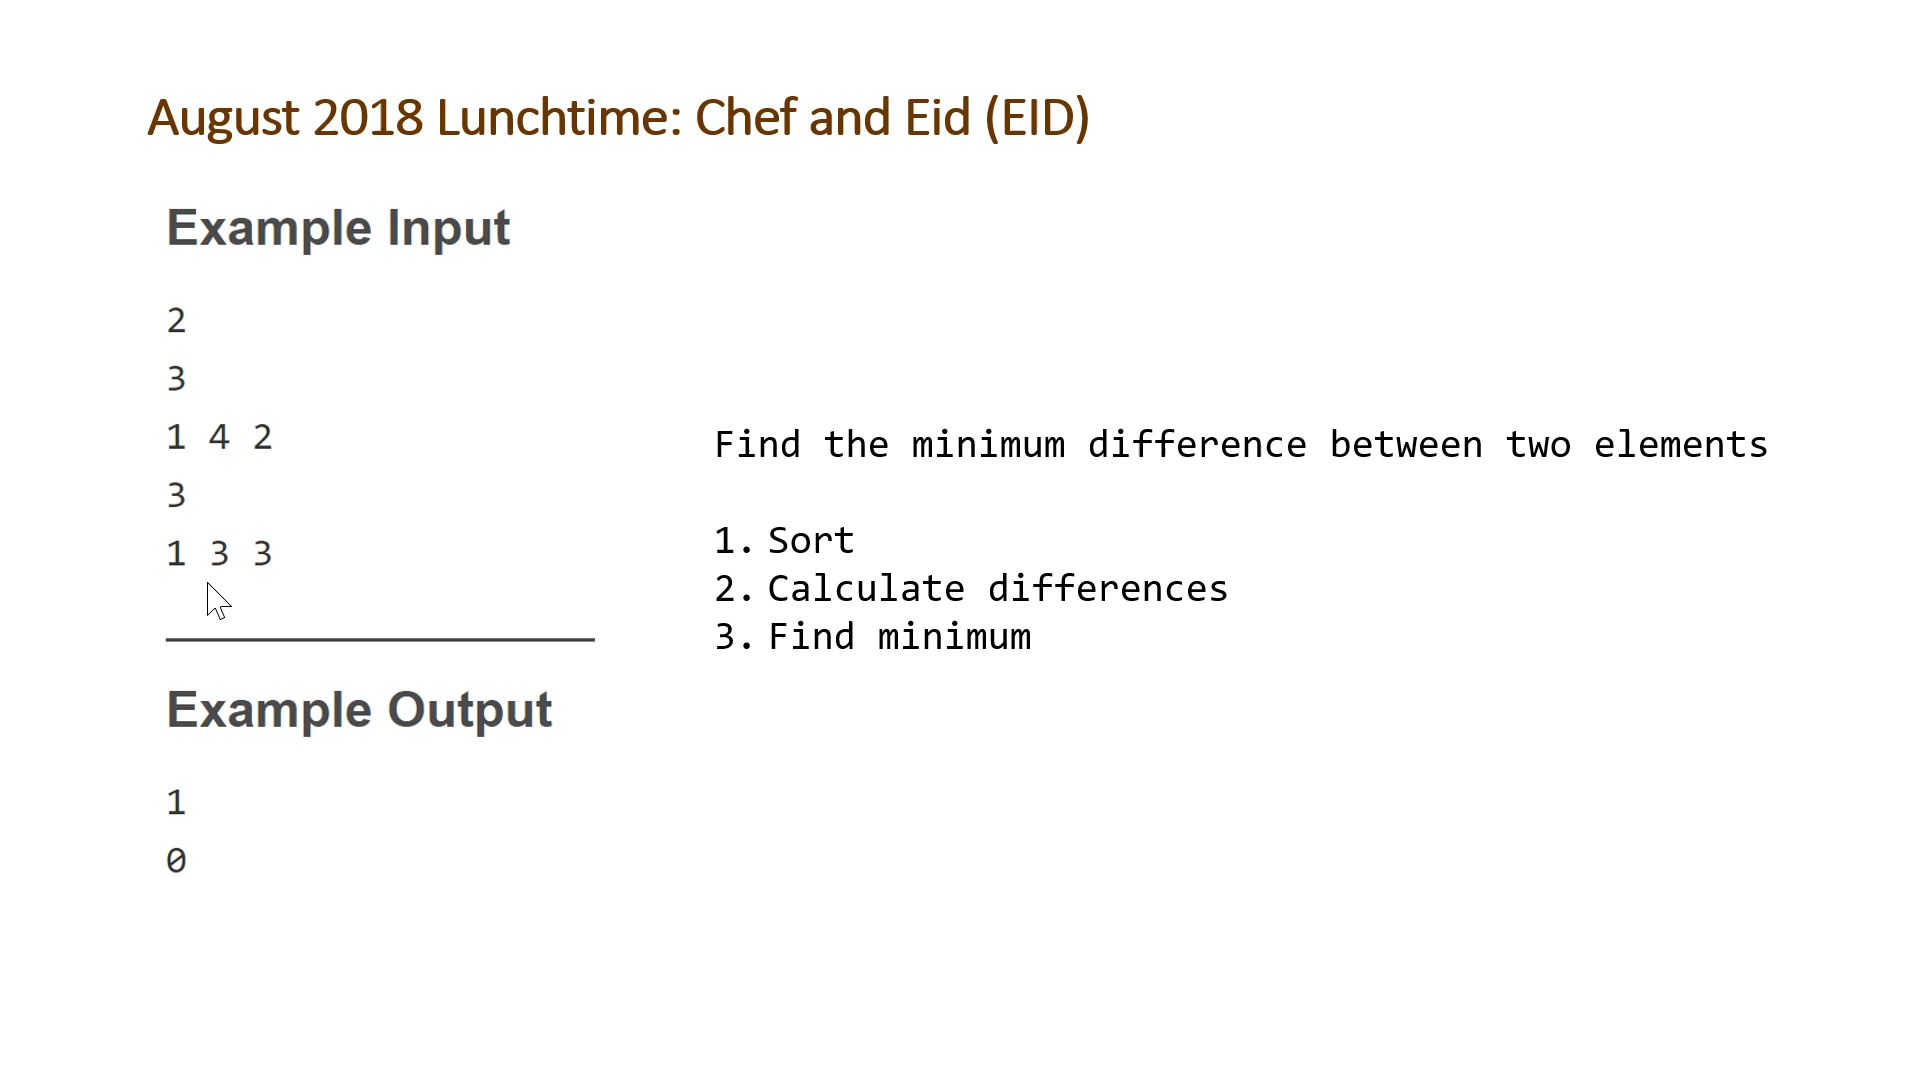 August 2018 Lunchtime: Chef and Eid (EID)
Example Input
2
3
1 4 2
3
1 3 3
Example Output
1
0
Find the minimum difference between two elements
1. Sort
2. Calculate differences
3. Find minimum